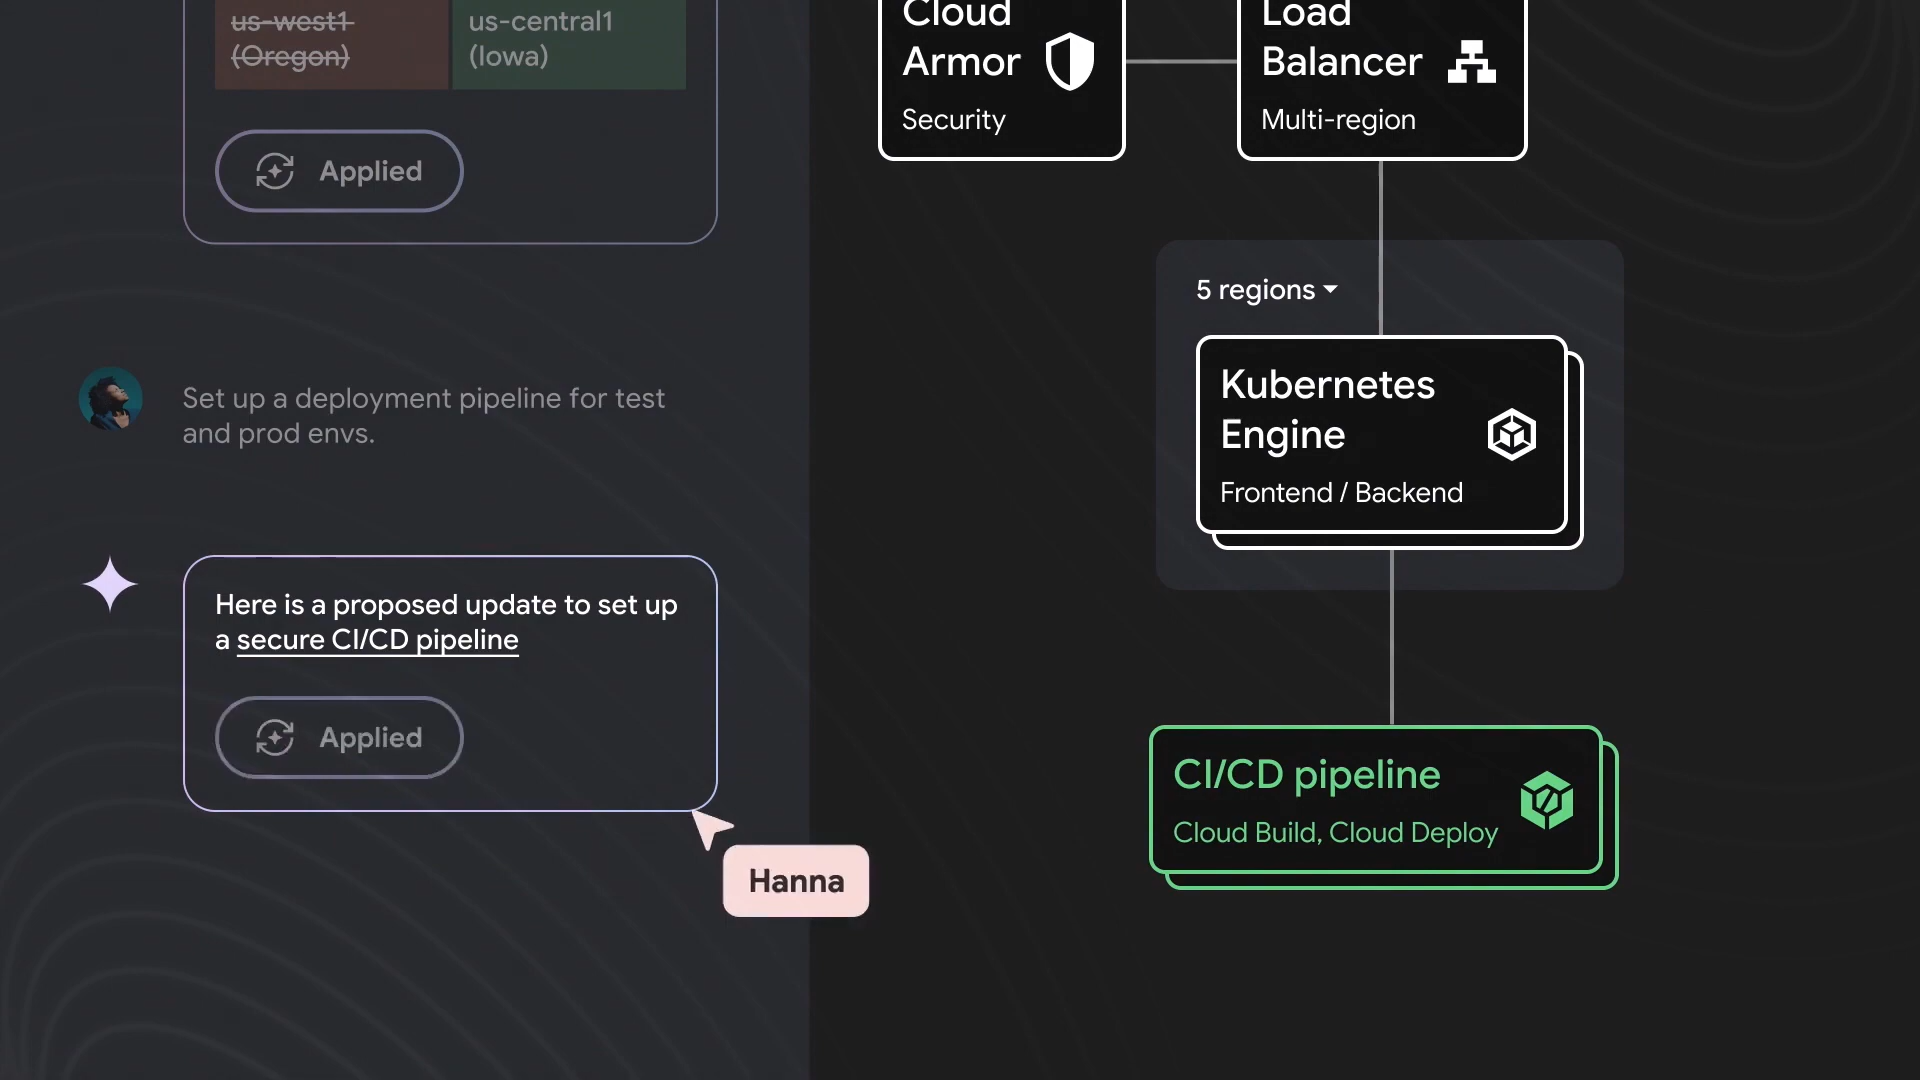 us-west1
(Oregon)
us-central1
(Iowa)
Applied
Set up a deployment pipeline for test
and prod envs.
Here is a proposed update to set up
a secure CI/CD pipeline
Applied
Hanna
Cloud
Armor
Security
Load
Balancer
Multi-region
5 regions
Kubernetes
Engine
Frontend / Backend
CI/CD pipeline
Cloud Build, Cloud Deploy